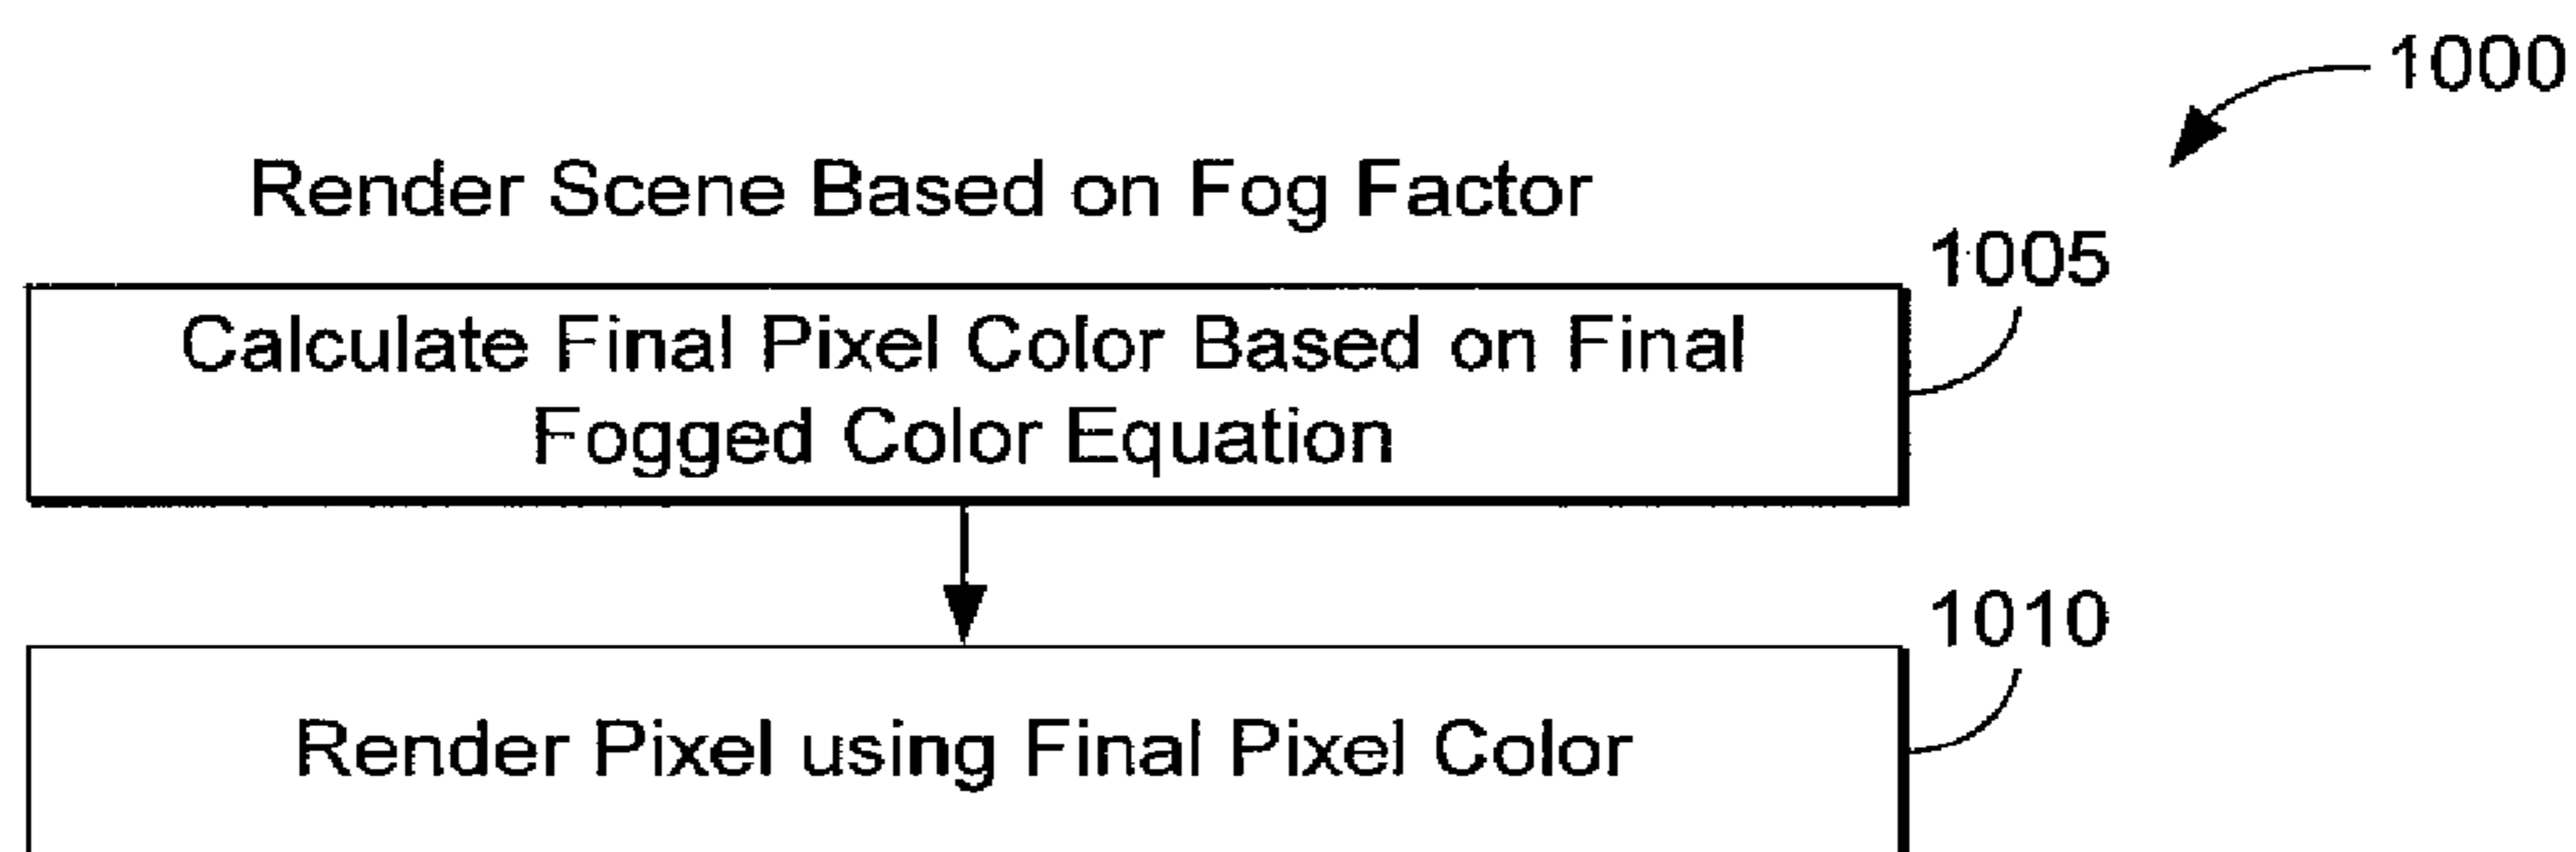 1000
Render Scene Based on Fog Factor
1005
Calculate Final Pixel Color Based on Final
Fogged Color Equation
1010
Render Pixel using Final Pixel Color